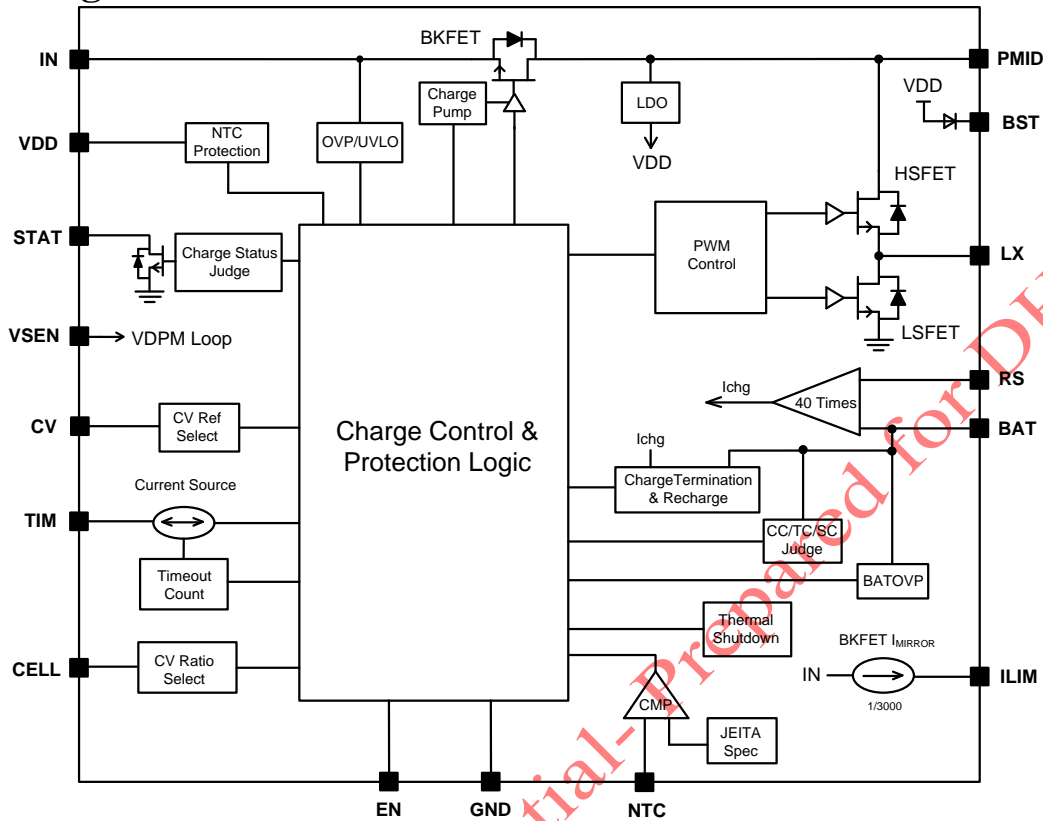 BKFET
IN
PMID
Charge
Pump
LDO
VDD
BST
VDD
NTC
Protection
OVP/UVLO
VDD
HSFET
STAT
Charge Status
Judge
PWM
Control
LX
VSEN
VDPM Loop
LSFET
RS
Ichg
40 Times
CV
CV Ref
Select
Charge Control &
Protection Logic
BAT
Ichg
ChargeTermination
& Recharge
Current Source
TIM
CC/TC/SC
Judge
Timeout
Count
BATOVP
Thermal
Shutdown
BKFET IMIRROR
CELL
CV Ratio
Select
IN
ILIM
1/3000
CMP
JEITA
Spec
EN
GND
NTC
tial- Prepared for